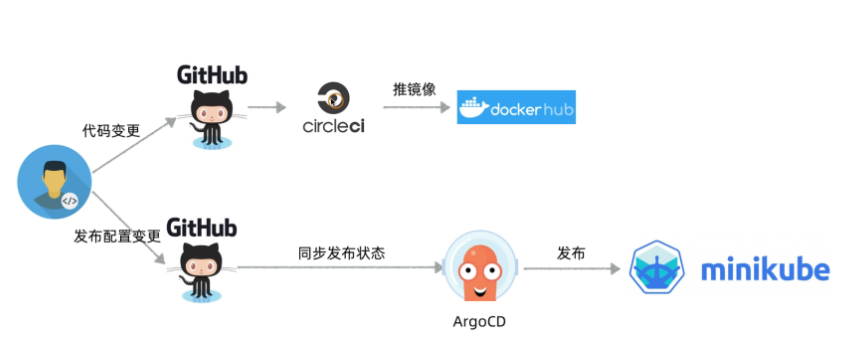 GitHub
circleci
推镜像
dockerhub
代码变更
</>
发布配置变更
GitHub
同步发布状态
发布
minikube
ArgoCD